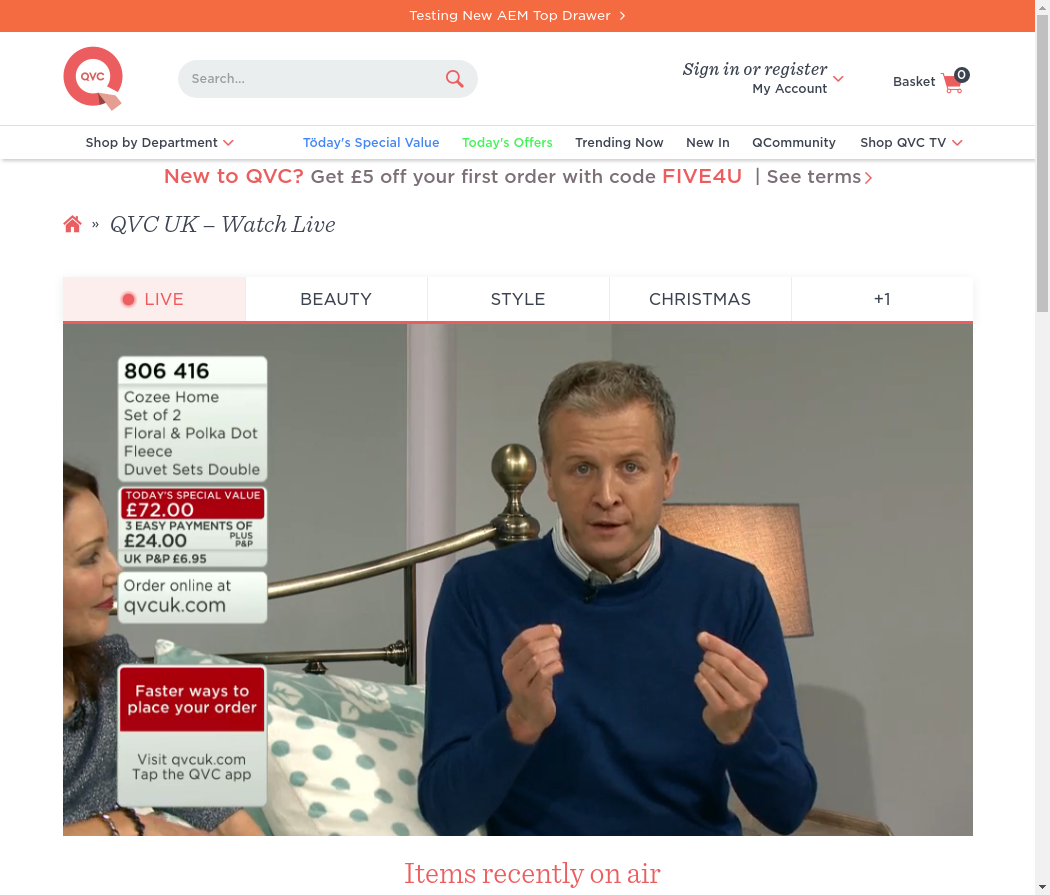 Testing New AEM Top Drawer
QVC
Search...
Sign in or register
My Account
Basket
0
Shop by Department
Töday's Special Value
Today's Offers
Trending Now
New In
QCommunity
Shop QVC TV
New to QVC? Get £5 off your first order with code FIVE4U | See terms
» QVC UK – Watch Live
LIVE
BEAUTY
STYLE
CHRISTMAS
+1
806 416
Cozee Home
Set of 2
Floral & Polka Dot
Fleece
Duvet Sets Double
TODAY'S SPECIAL VALUE
£72.00
3 EASY PAYMENTS OF
£24.00 PLUS P&P
UK P&P £6.95
Order online at
qvcuk.com
Faster ways to
place your order
Visit qvcuk.com
Tap the QVC app
Items recently on air